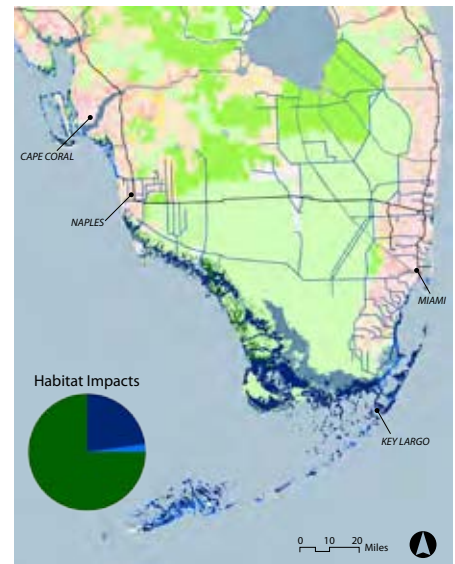 CAPE CORAL
NAPLES
MIAMI
Habitat Impacts
KEY LARGO
0 10 20 Miles